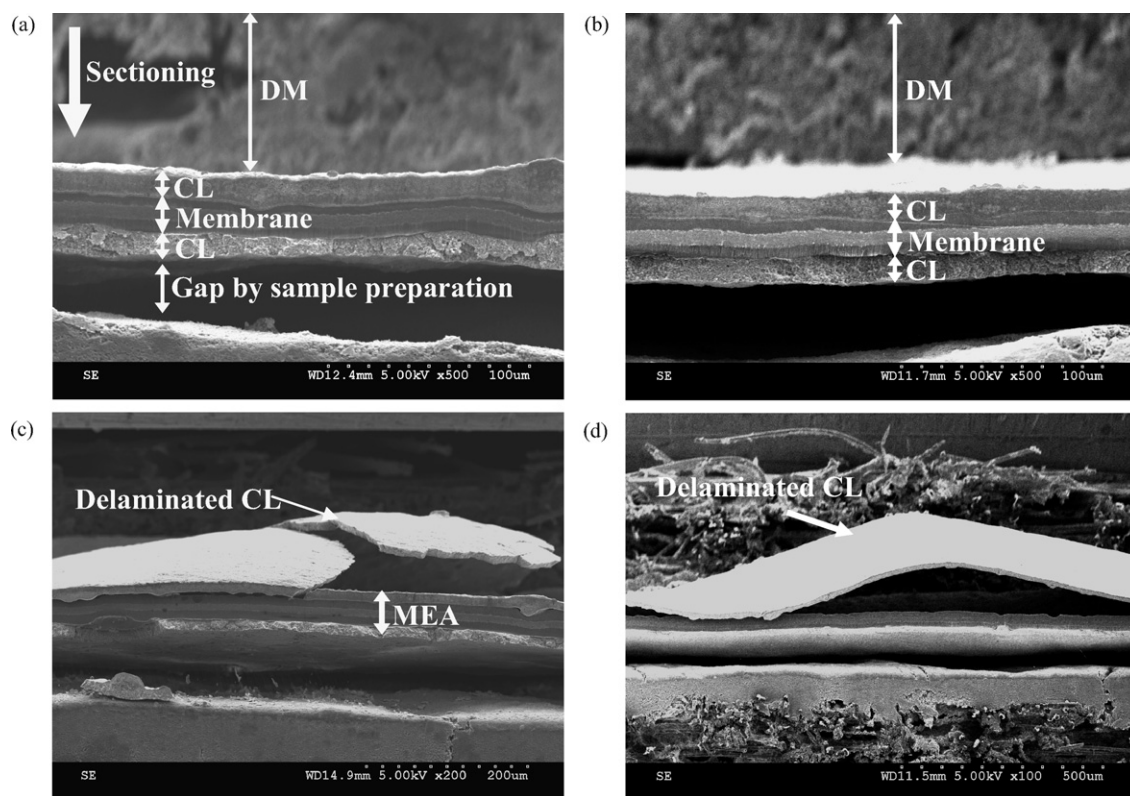 (a)
Sectioning
DM
CL
Membrane
CL
Gap by sample preparation
SE
WD12.4mm 5.00kV x500 100um
(b)
DM
CL
Membrane
CL
SE
WD11.7mm 5.00kV x500 100um
(c)
Delaminated CL
MEA
SE
WD14.9mm 5.00kV x200 200um
(d)
Delaminated CL
SE
WD11.5mm 5.00kV x100 500um